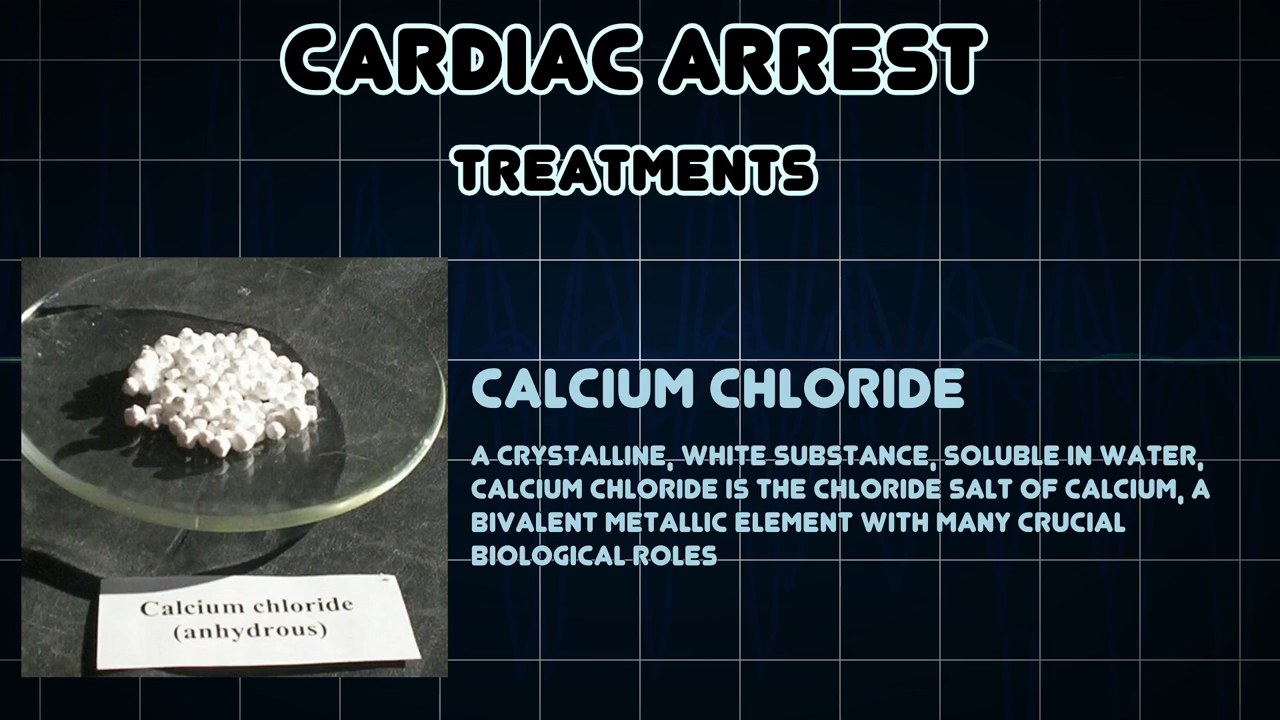 CARDIAC ARREST
TREATMENTS
CALCIUM CHLORIDE
A CRYSTALLINE, WHITE SUBSTANCE, SOLUBLE IN WATER,
CALCIUM CHLORIDE IS THE CHLORIDE SALT OF CALCIUM, A
BIVALENT METALLIC ELEMENT WITH MANY CRUCIAL
BIOLOGICAL ROLES
Calcium chloride
(anhydrous)